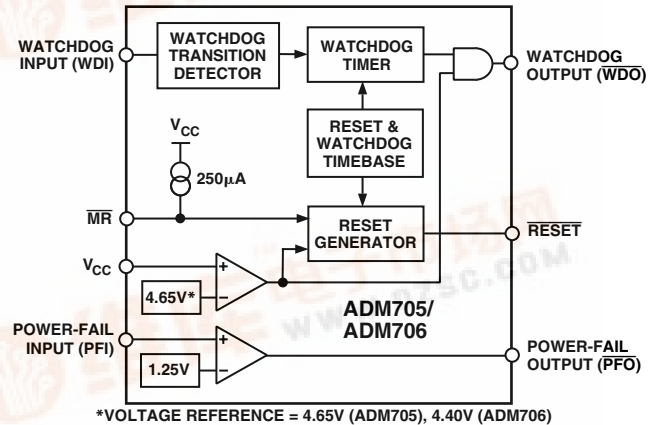 WATCHDOG
INPUT (WDI)
WATCHDOG
TRANSITION
DETECTOR
WATCHDOG
TIMER
WATCHDOG
OUTPUT (WDO)
RESET &
WATCHDOG
TIMEBASE
VCC
250μA
MR
RESET
GENERATOR
RESET
VCC
+
4.65V*
−
ADM705/
ADM706
POWER-FAIL
INPUT (PFI)
+
1.25V
−
POWER-FAIL
OUTPUT (PFO)
*VOLTAGE REFERENCE = 4.65V (ADM705), 4.40V (ADM706)